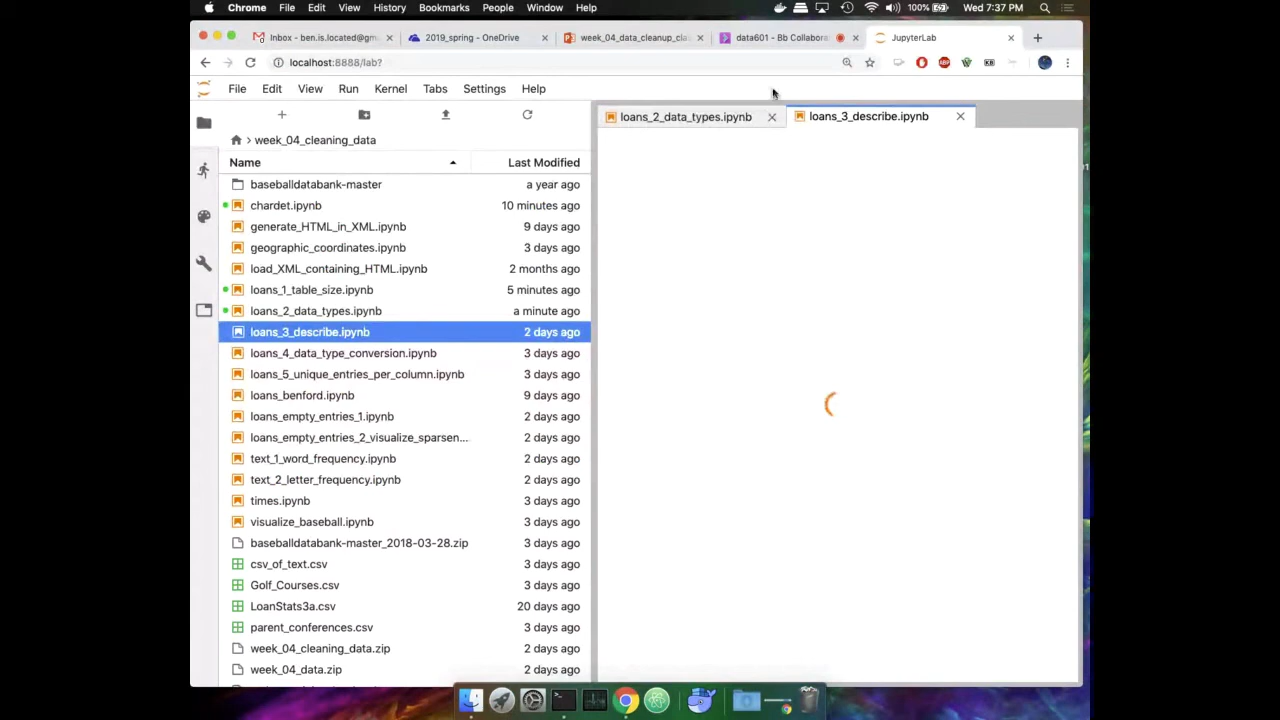 Chrome File Edit View History Bookmarks People Window Help 100% Wed 7:37 PM
Inbox - ben.is.located@gm 2019_spring - OneDrive week_04_data_cleanup_cla data601 - Bb Collabora JupyterLab
localhost:8888/lab?
File Edit View Run Kernel Tabs Settings Help
loans_2_data_types.ipynb loans_3_describe.ipynb
week_04_cleaning_data
Name Last Modified
baseballdatabank-master a year ago
chardet.ipynb 10 minutes ago
generate_HTML_in_XML.ipynb 9 days ago
geographic_coordinates.ipynb 3 days ago
load_XML_containing_HTML.ipynb 2 months ago
loans_1_table_size.ipynb 5 minutes ago
loans_2_data_types.ipynb a minute ago
loans_3_describe.ipynb 2 days ago
loans_4_data_type_conversion.ipynb 3 days ago
loans_5_unique_entries_per_column.ipynb 3 days ago
loans_benford.ipynb 9 days ago
loans_empty_entries_1.ipynb 2 days ago
loans_empty_entries_2_visualize_sparsen... 2 days ago
text_1_word_frequency.ipynb 2 days ago
text_2_letter_frequency.ipynb 2 days ago
times.ipynb 3 days ago
visualize_baseball.ipynb 3 days ago
baseballdatabank-master_2018-03-28.zip 3 days ago
csv_of_text.csv 3 days ago
Golf_Courses.csv 3 days ago
LoanStats3a.csv 20 days ago
parent_conferences.csv 3 days ago
week_04_cleaning_data.zip 2 days ago
week_04_data.zip 2 days ago